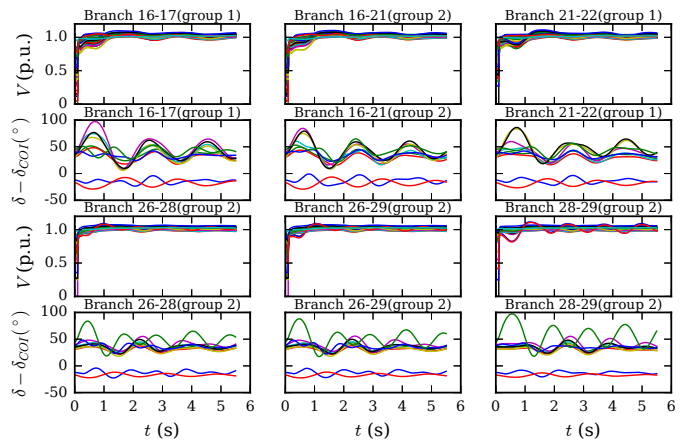 Branch 16-17(group 1) Branch 16-21(group 2) Branch 21-22(group 1)
V (p.u.)
1.0
0.5
0
0
0
Branch 16-17(group 1) Branch 16-21(group 2) Branch 21-22(group 1)
δ − δCOI(°)
100
50
0
-50
Branch 26-28(group 2) Branch 26-29(group 2) Branch 28-29(group 2)
V (p.u.)
1.0
0.5
0
0
0
Branch 26-28(group 2) Branch 26-29(group 2) Branch 28-29(group 2)
δ − δCOI(°)
100
50
0
50
0 1 2 3 4 5 6 0 1 2 3 4 5 6 0 1 2 3 4 5 6
t (s) t (s) t (s)